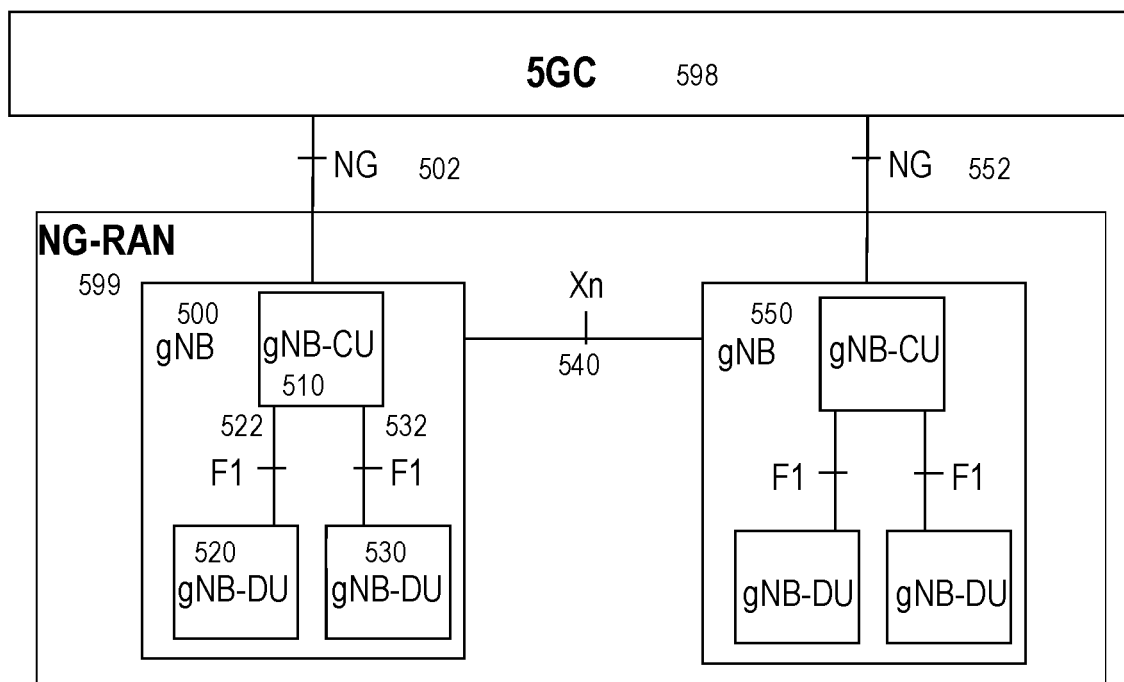 5GC 598
NG 502
NG 552
NG-RAN
599
Xn
540
500
gNB
gNB-CU
510
522
532
F1
F1
520
gNB-DU
530
gNB-DU
550
gNB
gNB-CU
F1
F1
gNB-DU
gNB-DU